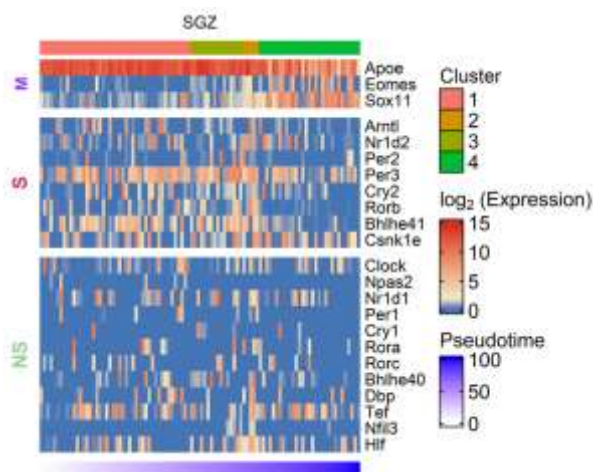 SGZ
M
Apoe
Eomes
Sox11
S
Arntl
Nr1d2
Per2
Per3
Cry2
Rorb
Bhlhe41
Csnk1e
NS
Clock
Npas2
Nr1d1
Per1
Cry1
Rora
Rorc
Bhlhe40
Dbp
Tef
Nfil3
Hlf
Cluster
1
2
3
4
log₂ (Expression)
15
10
5
0
Pseudotime
100
50
0